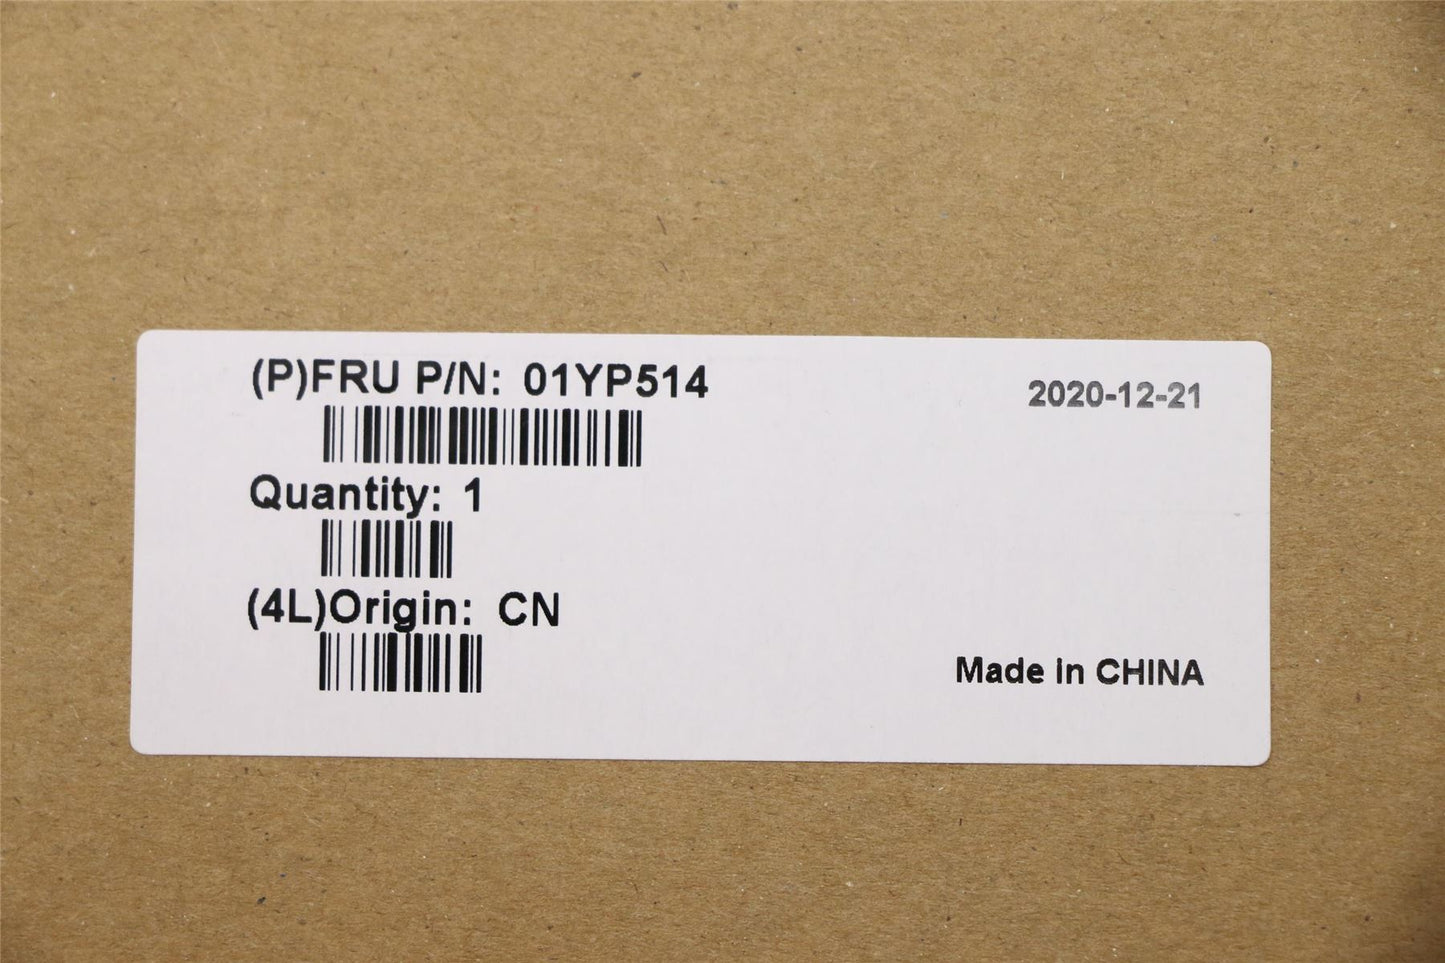 (P)FRU P/N: 01YP514
2020-12-21
Quantity: 1
(4L)Origin: CN
Made in CHINA